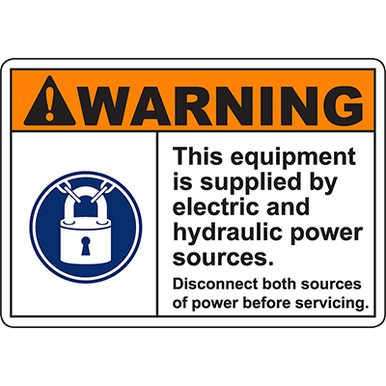 WARNING
This equipment
is supplied by
electric and
hydraulic power
sources.
Disconnect both sources
of power before servicing.